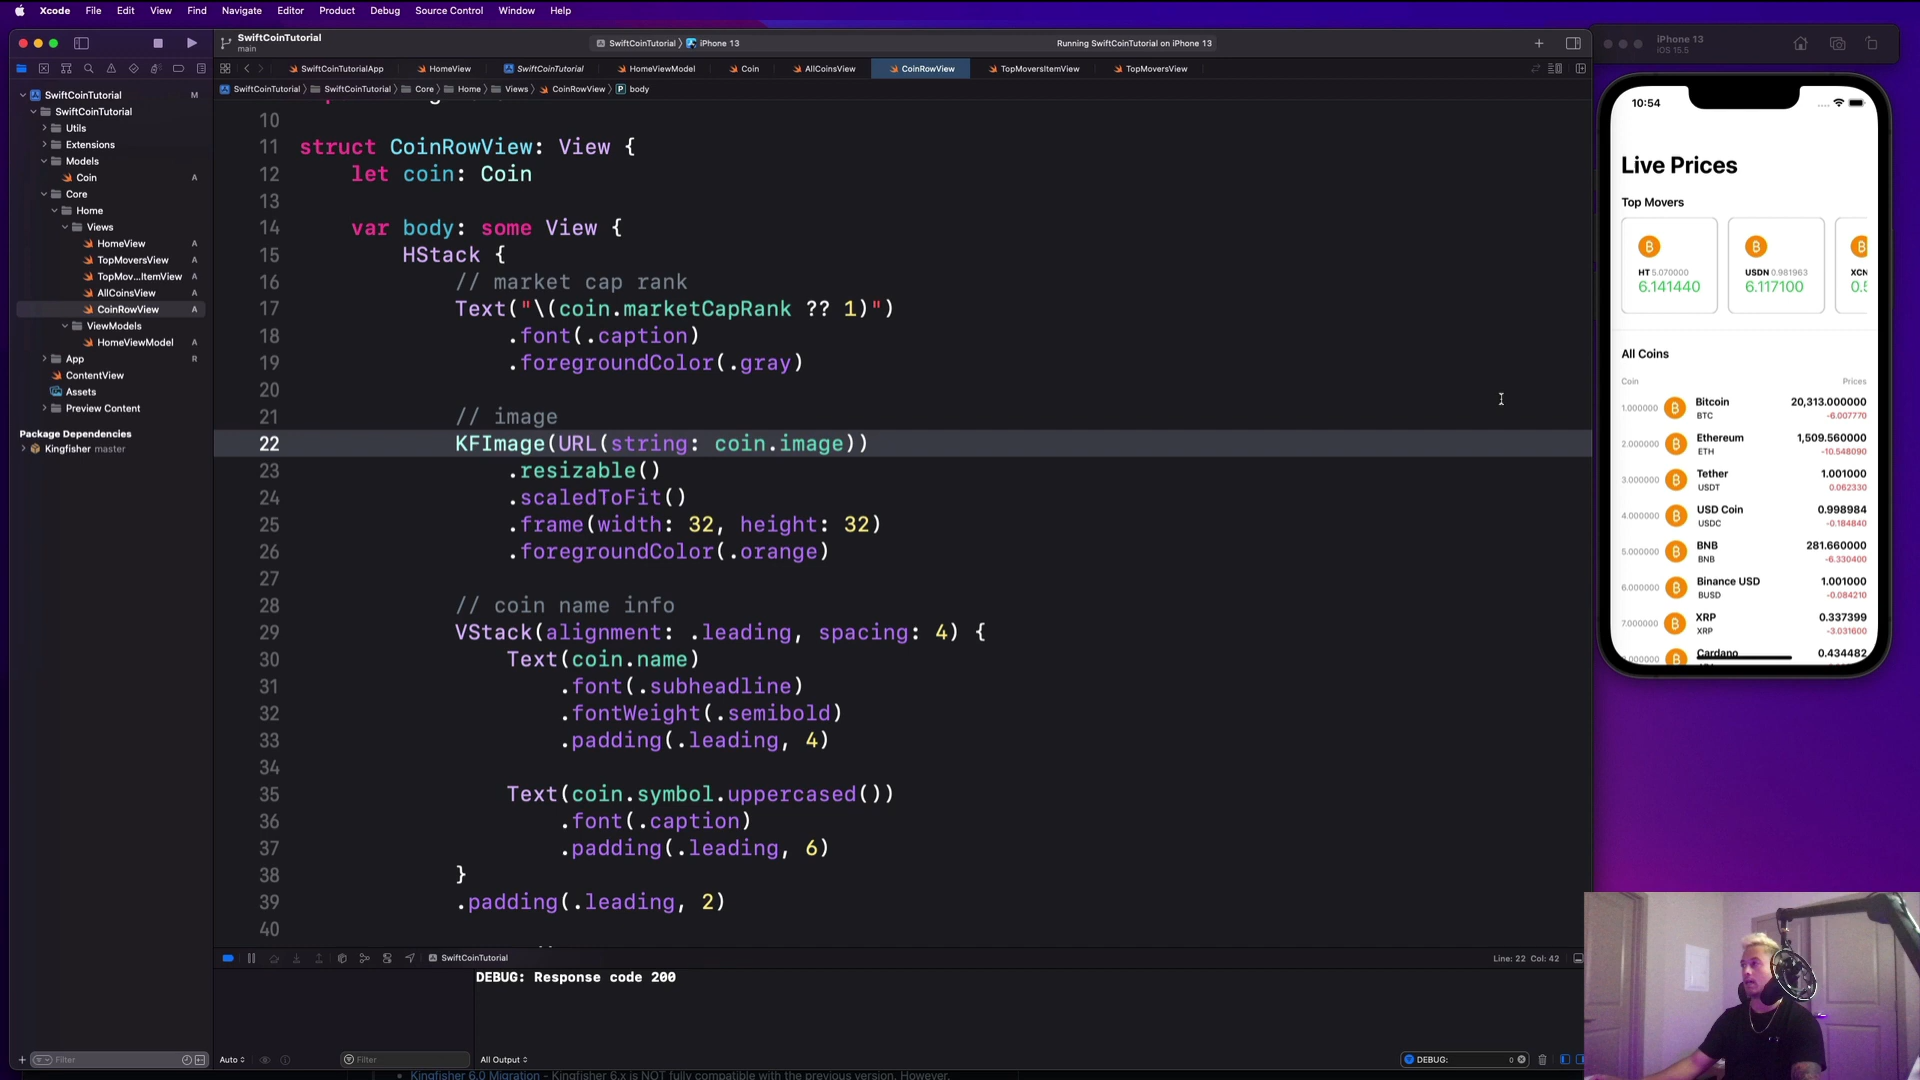 Xcode File Edit View Find Navigate Editor Product Debug Source Control Window Help
SwiftCoinTutorial
main
SwiftCoinTutorial 〉 iPhone 13
Running SwiftCoinTutorial on iPhone 13
SwiftCoinTutorialApp HomeView SwiftCoinTutorial HomeViewModel Coin AllCoinsView CoinRowView TopMoversItemView TopMoversView
SwiftCoinTutorial 〉 SwiftCoinTutorial 〉 Core 〉 Home 〉 Views 〉 CoinRowView 〉 P body
SwiftCoinTutorial M
SwiftCoinTutorial
Utils
Extensions
Models
Coin A
Core
Home
Views
HomeView A
TopMoversView A
TopMov...ItemView A
AllCoinsView A
CoinRowView A
ViewModels
HomeViewModel A
App R
ContentView
Assets
Preview Content
Package Dependencies
Kingfisher master
Filter
10
11 struct CoinRowView: View {
12 let coin: Coin
13
14 var body: some View {
15 HStack {
16 // market cap rank
17 Text("\(coin.marketCapRank ?? 1)")
18 .font(.caption)
19 .foregroundColor(.gray)
20
21 // image
22 KFImage(URL(string: coin.image))
23 .resizable()
24 .scaledToFit()
25 .frame(width: 32, height: 32)
26 .foregroundColor(.orange)
27
28 // coin name info
29 VStack(alignment: .leading, spacing: 4) {
30 Text(coin.name)
31 .font(.subheadline)
32 .fontWeight(.semibold)
33 .padding(.leading, 4)
34
35 Text(coin.symbol.uppercased())
36 .font(.caption)
37 .padding(.leading, 6)
38 }
39 .padding(.leading, 2)
40
SwiftCoinTutorial
Line: 22 Col: 42
DEBUG: Response code 200
Auto
Filter
All Output
DEBUG: 0
Kingfisher 6.0 Migration - Kingfisher 6.x is NOT fully compatible with the previous version. However,
iPhone 13
iOS 15.5
10:54
Live Prices
Top Movers
HT 5.070000
6.141440
USDN 0.981963
6.117100
XCN
All Coins
Coin Prices
1.000000 Bitcoin 20,313.000000
BTC -6.007770
2.000000 Ethereum 1,509.560000
ETH -10.548090
3.000000 Tether 1.001000
USDT 0.062330
4.000000 USD Coin 0.998984
USDC -0.184840
5.000000 BNB 281.660000
BNB -6.330400
6.000000 Binance USD 1.001000
BUSD -0.084210
7.000000 XRP 0.337399
XRP -3.031600
Cardano 0.434482